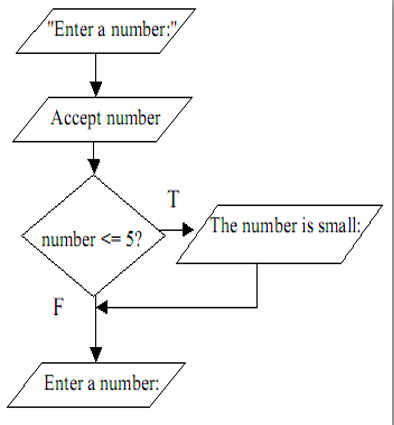 "Enter a number:"
Accept number
T
The number is small:
number <= 5?
F
Enter a number: